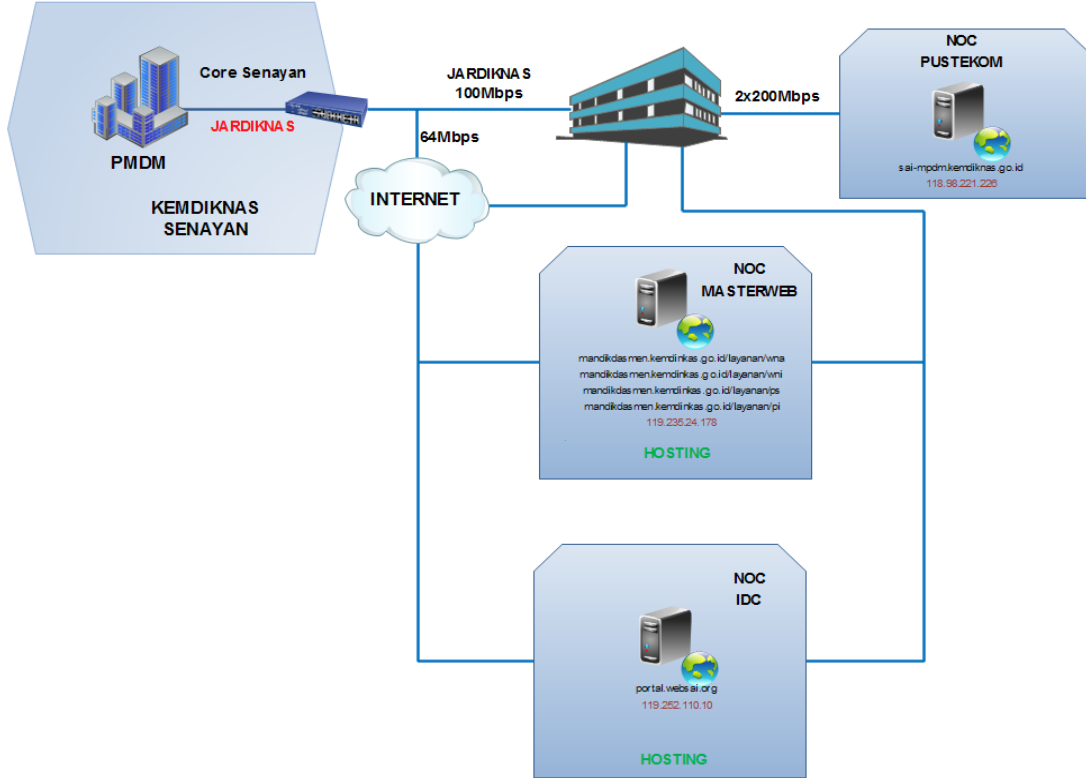 Core Senayan
JARDIKNAS
PMDM
KEMDIKNAS
SENAYAN
JARDIKNAS
100Mbps
64Mbps
INTERNET
2x200Mbps
NOC
PUSTEKOM
sai-mpdm.kemdiknas.go.id
118.98.221.226
NOC
MASTERWEB
mandikdasmen.kemdinkas.go.id/layanan/wna
mandikdasmen.kemdinkas.go.id/layanan/wni
mandikdasmen.kemdinkas.go.id/layanan/ps
mandikdasmen.kemdinkas.go.id/layanan/pi
119.235.24.178
HOSTING
NOC
IDC
portal.websai.org
119.252.110.10
HOSTING